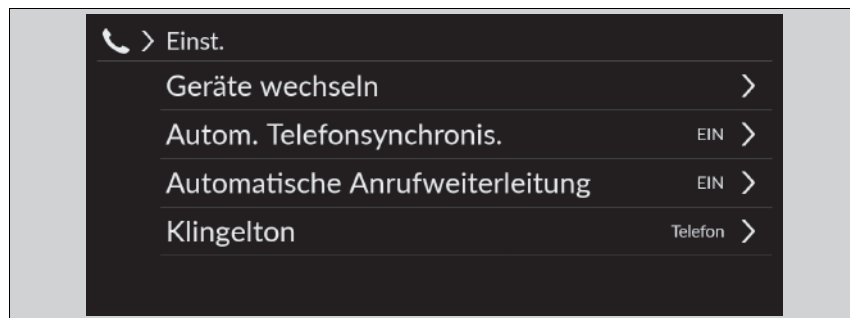 Einst.
Geräte wechseln
Autom. Telefonsynchronis. EIN
Automatische Anrufweiterleitung EIN
Klingelton Telefon